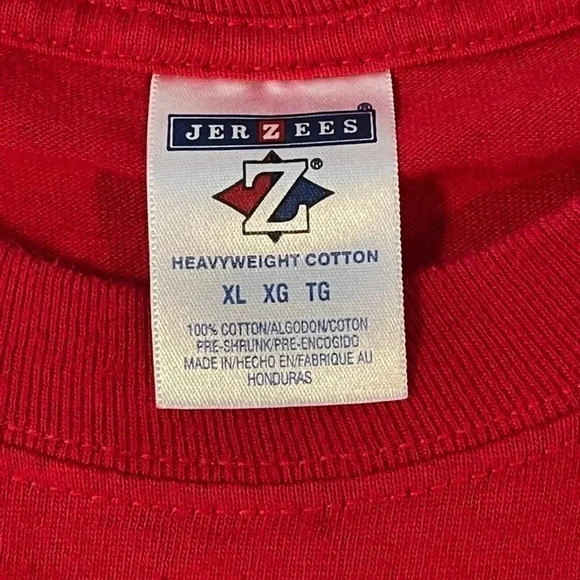 JERZEES®
Z®
HEAVYWEIGHT COTTON
XL XG TG
100% COTTON/ALGODON/COTON
PRE-SHRUNK/PRE-ENCOGIDO
MADE IN/HECHO EN/FABRIQUE AU
HONDURAS